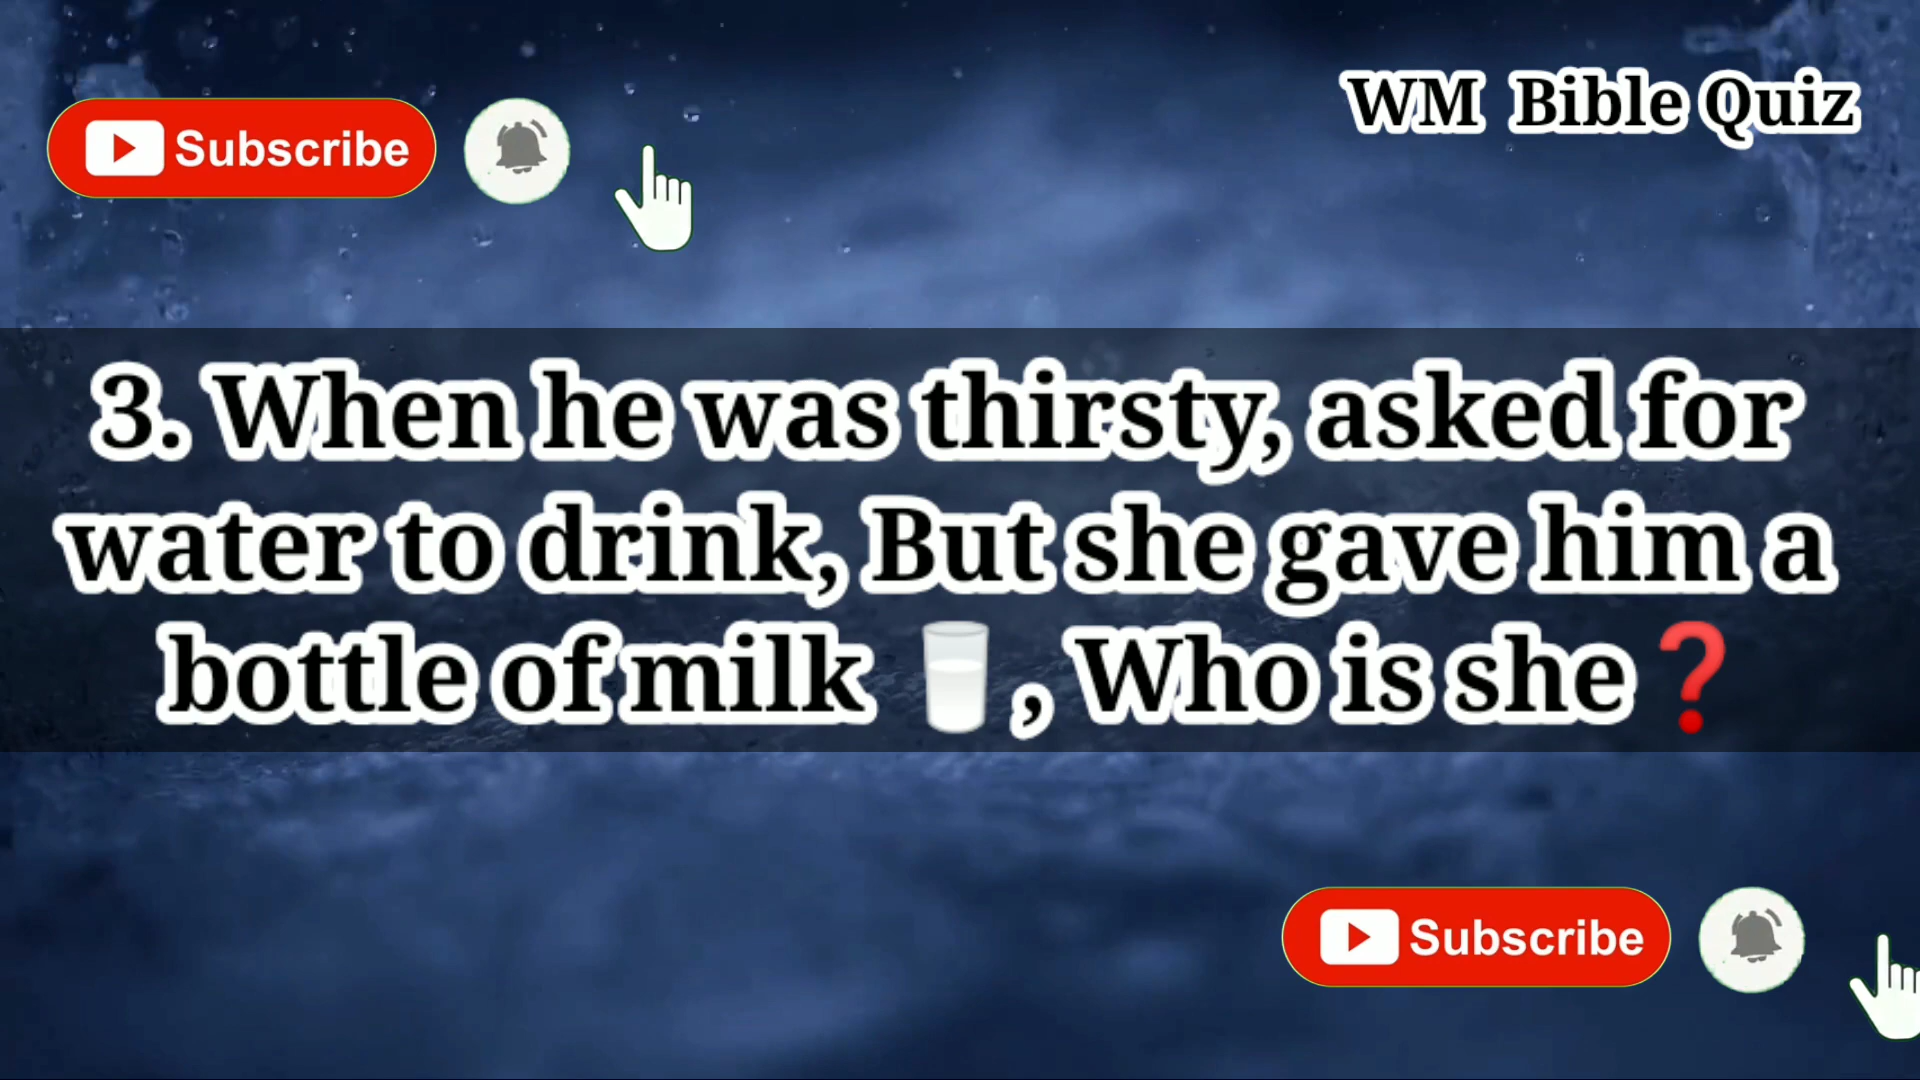 Subscribe
WM Bible Quiz
3. When he was thirsty, asked for
water to drink, But she gave him a
bottle of milk 🥛, Who is she❓
Subscribe